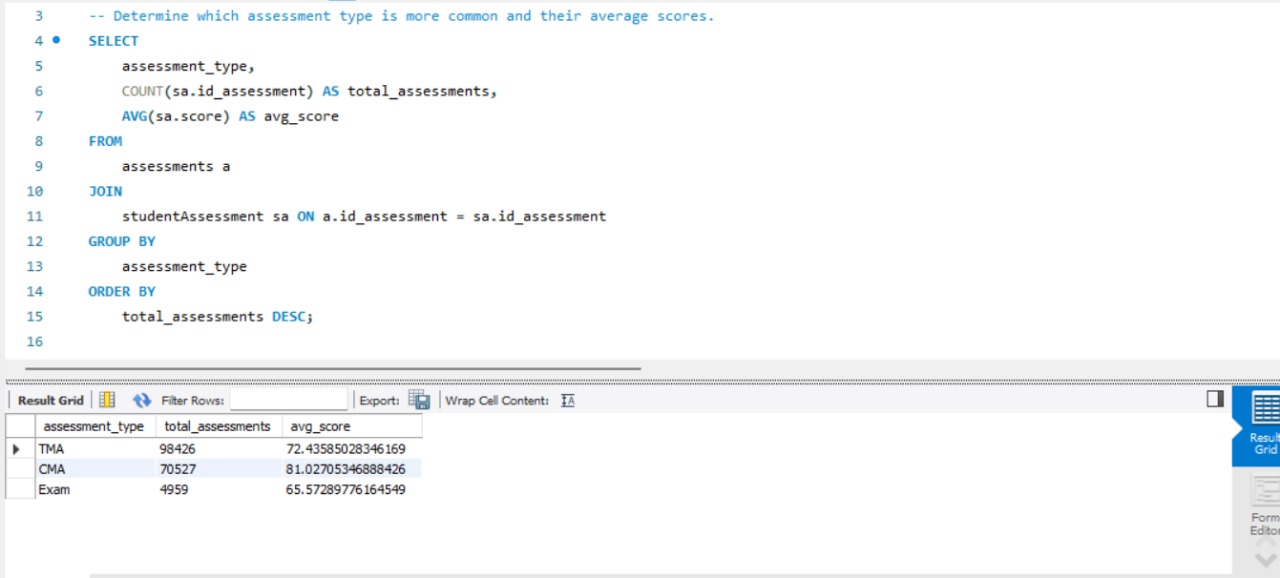 3 -- Determine which assessment type is more common and their average scores.
4 SELECT
5 assessment_type,
6 COUNT(sa.id_assessment) AS total_assessments,
7 AVG(sa.score) AS avg_score
8 FROM
9 assessments a
10 JOIN
11 studentAssessment sa ON a.id_assessment = sa.id_assessment
12 GROUP BY
13 assessment_type
14 ORDER BY
15 total_assessments DESC;
16
Result Grid Filter Rows: Export: Wrap Cell Content: IA
assessment_type total_assessments avg_score
TMA 98426 72.43585028346169
CMA 70527 81.02705346888426
Exam 4959 65.57289776164549
Result
Grid
Form
Editor